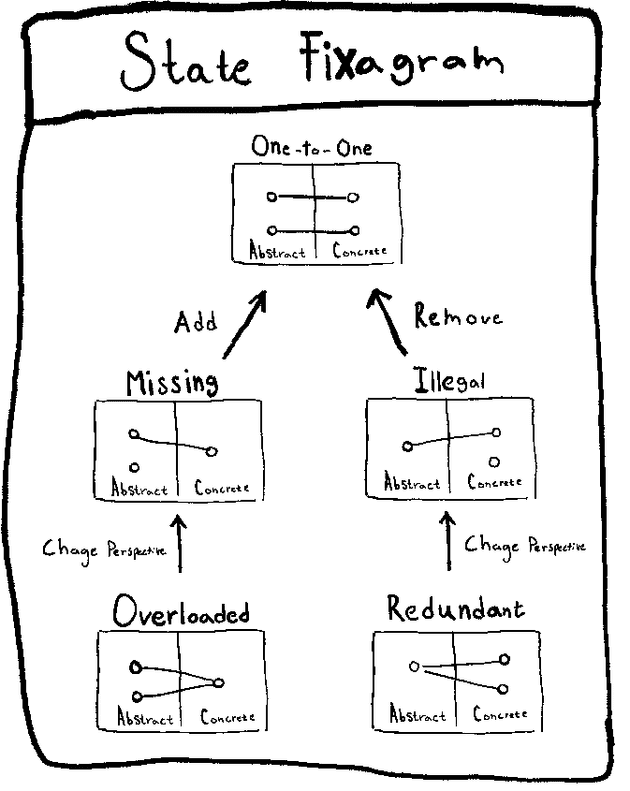 State Fixagram
One-to-One
Abstract Concrete
Add
Remove
Missing
Illegal
Abstract Concrete
Abstract Concrete
Chage Perspective
Chage Perspective
Overloaded
Redundant
Abstract Concrete
Abstract Concrete